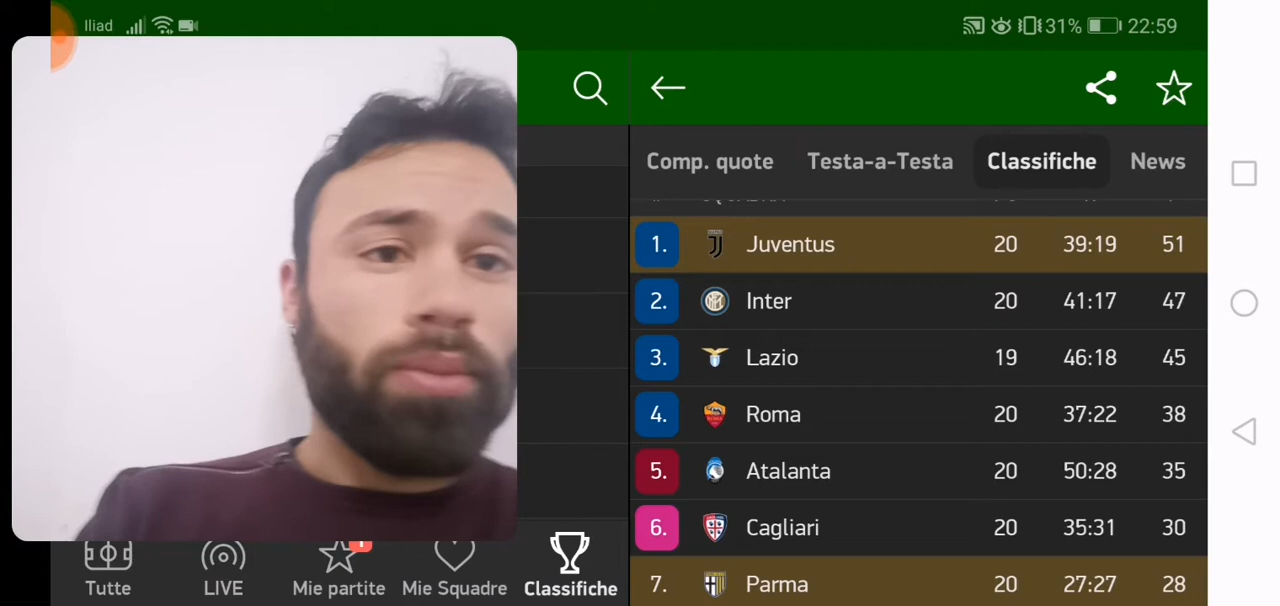 Iliad 31% 22:59
Comp. quote Testa-a-Testa Classifiche News
1. Juventus 20 39:19 51
2. Inter 20 41:17 47
3. Lazio 19 46:18 45
4. Roma 20 37:22 38
5. Atalanta 20 50:28 35
6. Cagliari 20 35:31 30
7. Parma 20 27:27 28
Tutte LIVE Mie partite Mie Squadre Classifiche